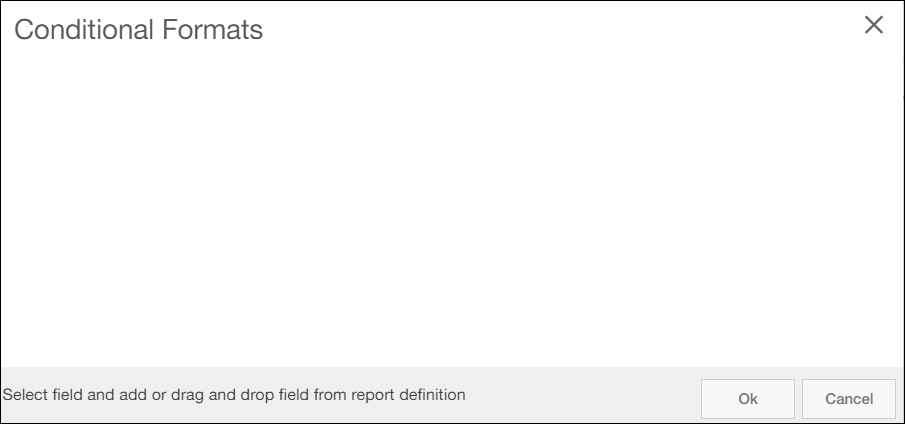 Conditional Formats
Select field and add or drag and drop field from report definition
Ok
Cancel